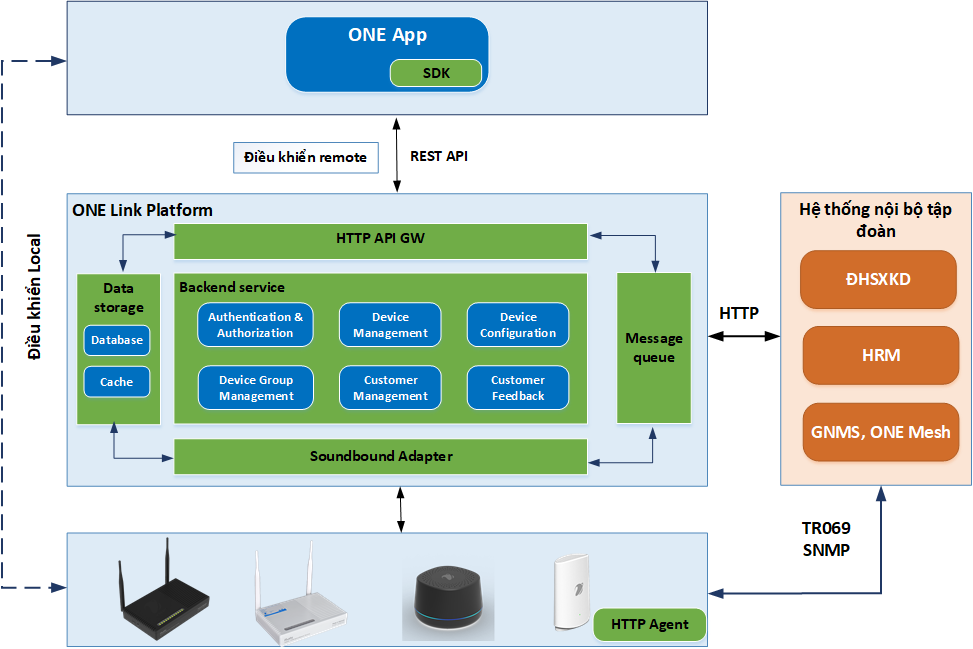 ONE App
SDK
Điều khiển remote
REST API
Điều khiển Local
ONE Link Platform
HTTP API GW
Data
storage
Database
Cache
Backend service
Authentication &
Authorization
Device
Management
Device
Configuration
Device Group
Management
Customer
Management
Customer
Feedback
Message
queue
Soundbound Adapter
HTTP
Hệ thống nội bộ tập
đoàn
ĐHSXKD
HRM
GNMS, ONE Mesh
TR069
SNMP
HTTP Agent